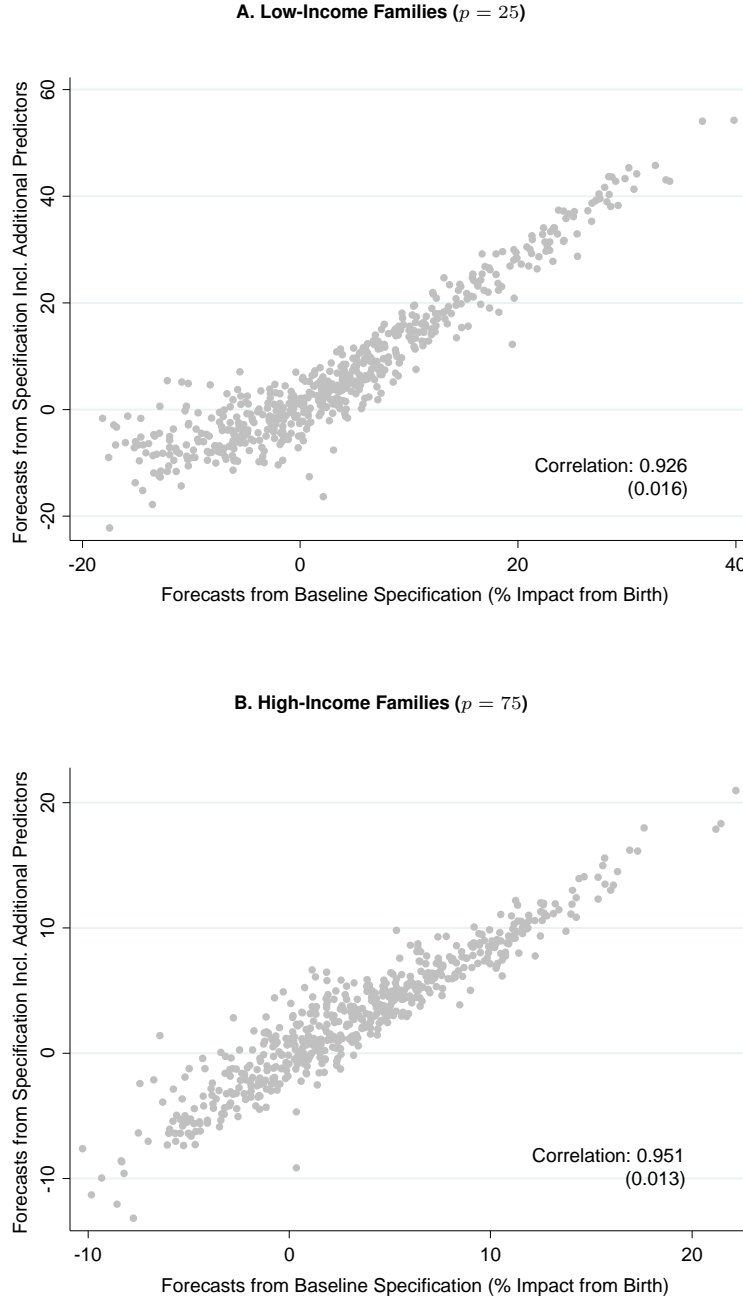 A. Low-Income Families (p = 25)
Forecasts from Specification Incl. Additional Predictors
60
40
20
0
-20
Correlation: 0.926
(0.016)
-20 0 20 40
Forecasts from Baseline Specification (% Impact from Birth)
B. High-Income Families (p = 75)
Forecasts from Specification Incl. Additional Predictors
20
10
0
-10
Correlation: 0.951
(0.013)
-10 0 10 20
Forecasts from Baseline Specification (% Impact from Birth)